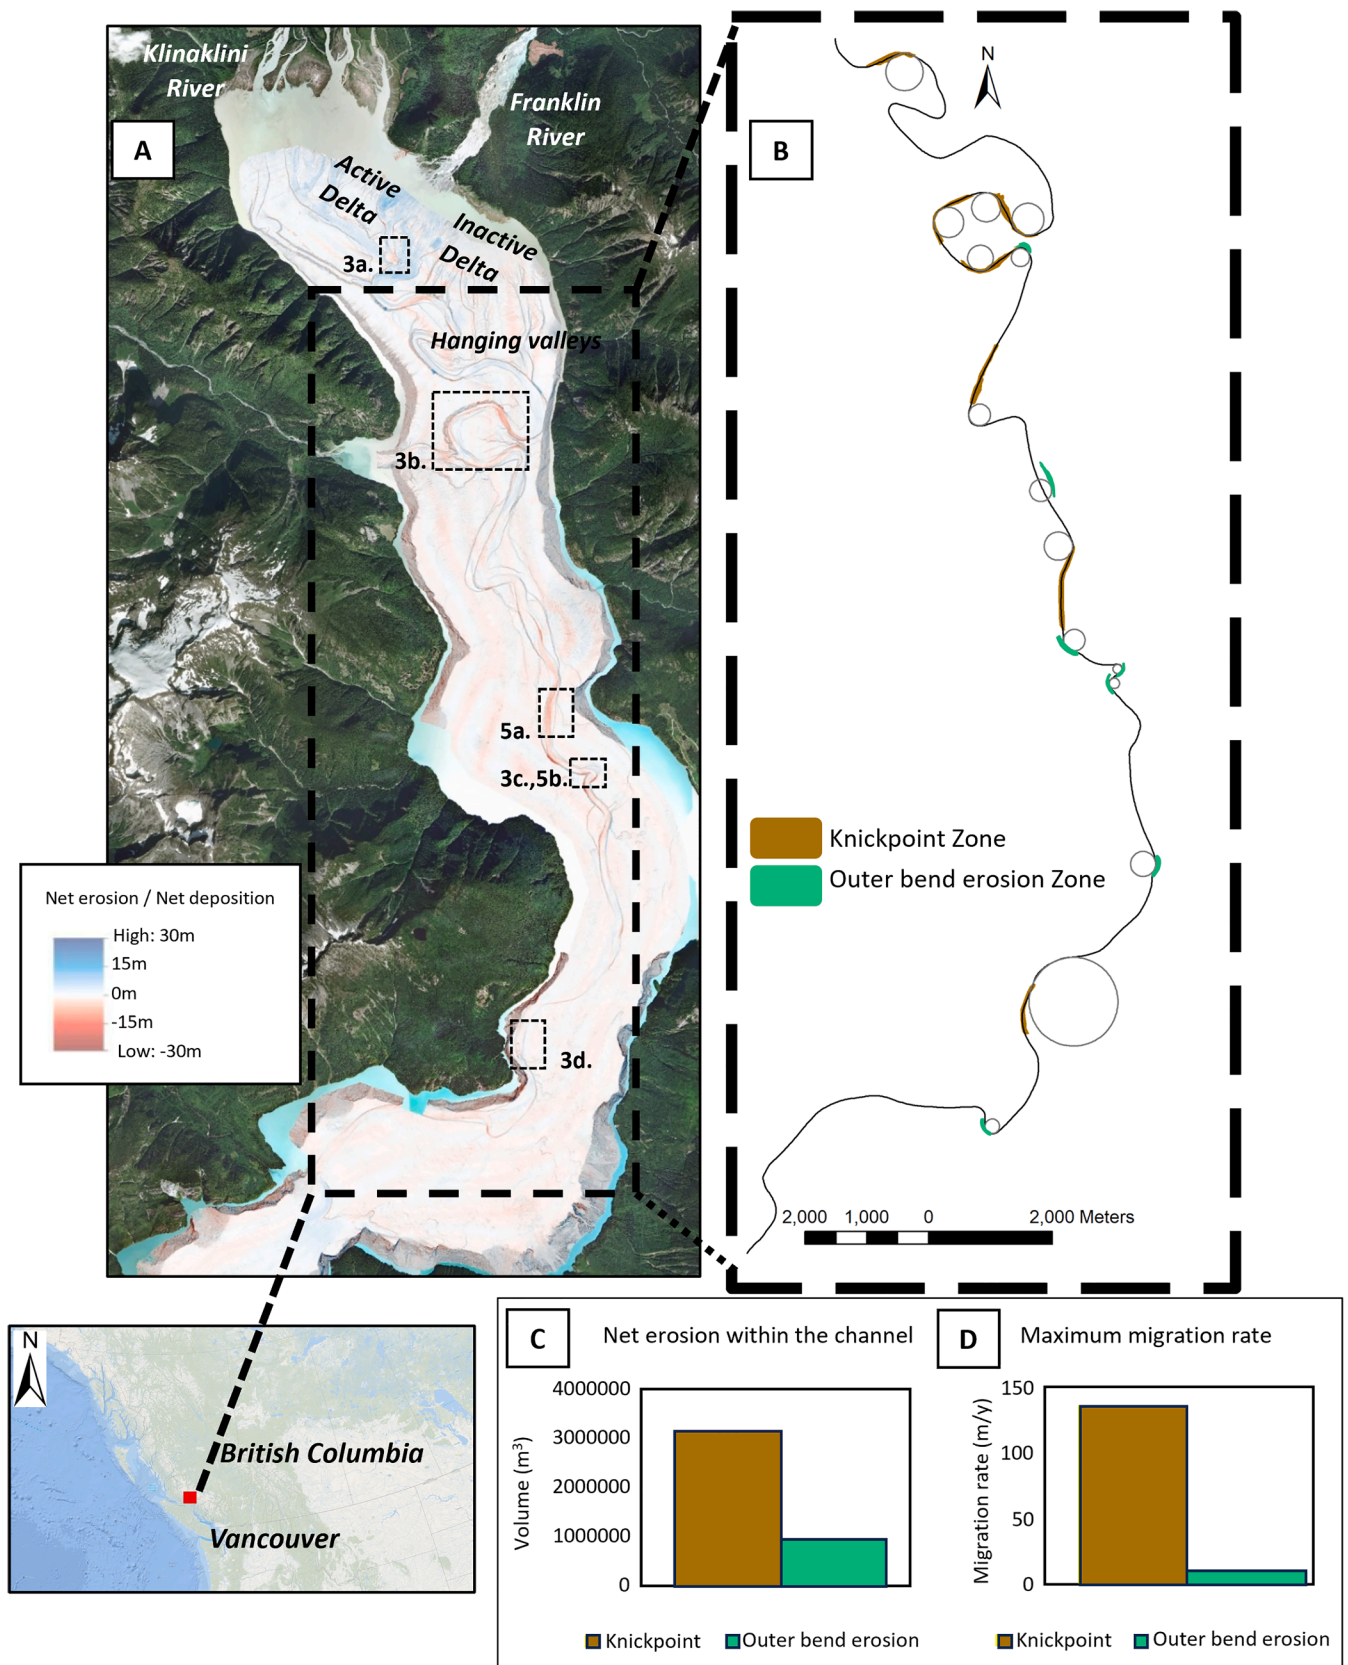 Klinaklini
River
Franklin
River
A
Active
Delta
Inactive
Delta
3a.
Hanging valleys
3b.
5a.
3c.,5b.
3d.
Net erosion / Net deposition
High: 30m
15m
0m
-15m
Low: -30m
N
B
Knickpoint Zone
Outer bend erosion Zone
2,000 1,000 0 2,000 Meters
N
British Columbia
Vancouver
C
Net erosion within the channel
4000000
3000000
2000000
1000000
0
Volume (m³)
Knickpoint Outer bend erosion
D
Maximum migration rate
150
100
50
0
Migration rate (m/y)
Knickpoint Outer bend erosion